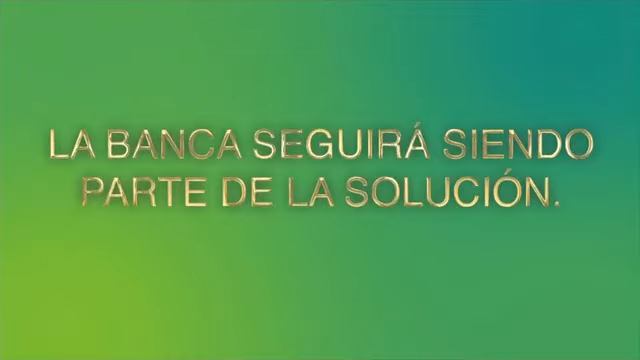 LA BANCA SEGUIRÁ SIENDO
PARTE DE LA SOLUCIÓN.